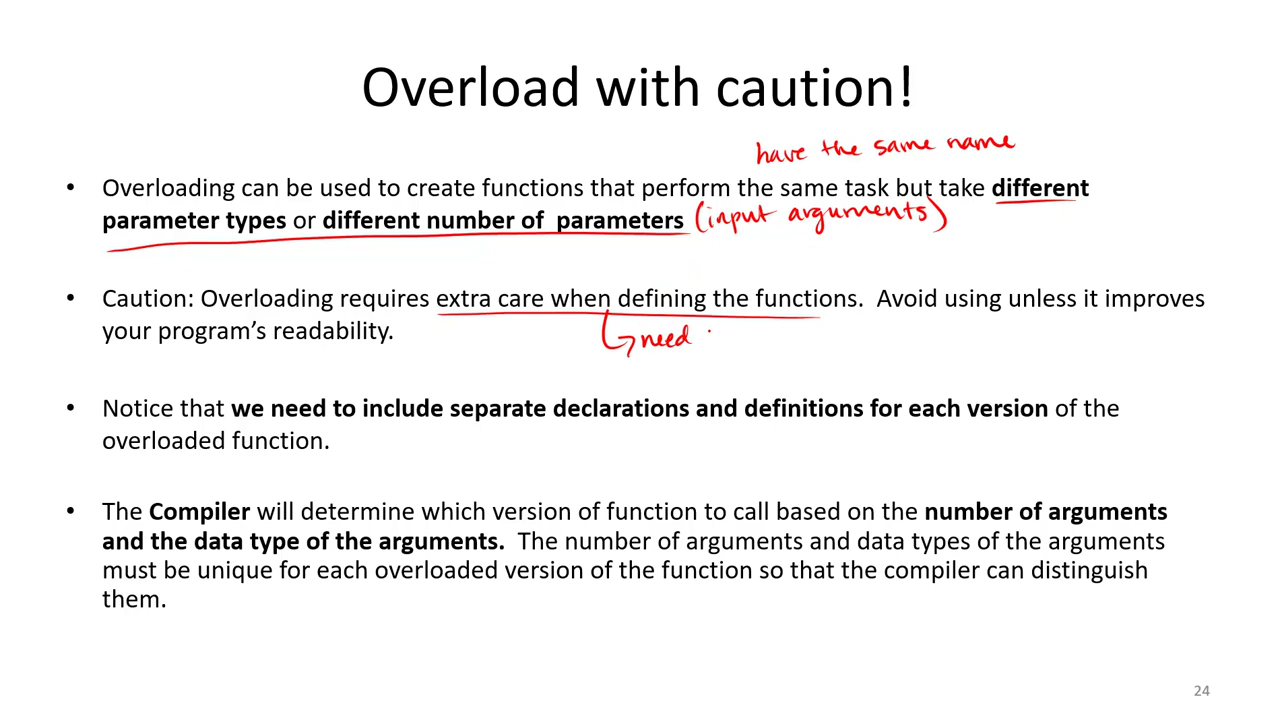 Overload with caution!
have the same name
• Overloading can be used to create functions that perform the same task but take different
parameter types or different number of parameters (input arguments)
• Caution: Overloading requires extra care when defining the functions. Avoid using unless it improves
your program's readability.
need
• Notice that we need to include separate declarations and definitions for each version of the
overloaded function.
• The Compiler will determine which version of function to call based on the number of arguments
and the data type of the arguments. The number of arguments and data types of the arguments
must be unique for each overloaded version of the function so that the compiler can distinguish
them.
24